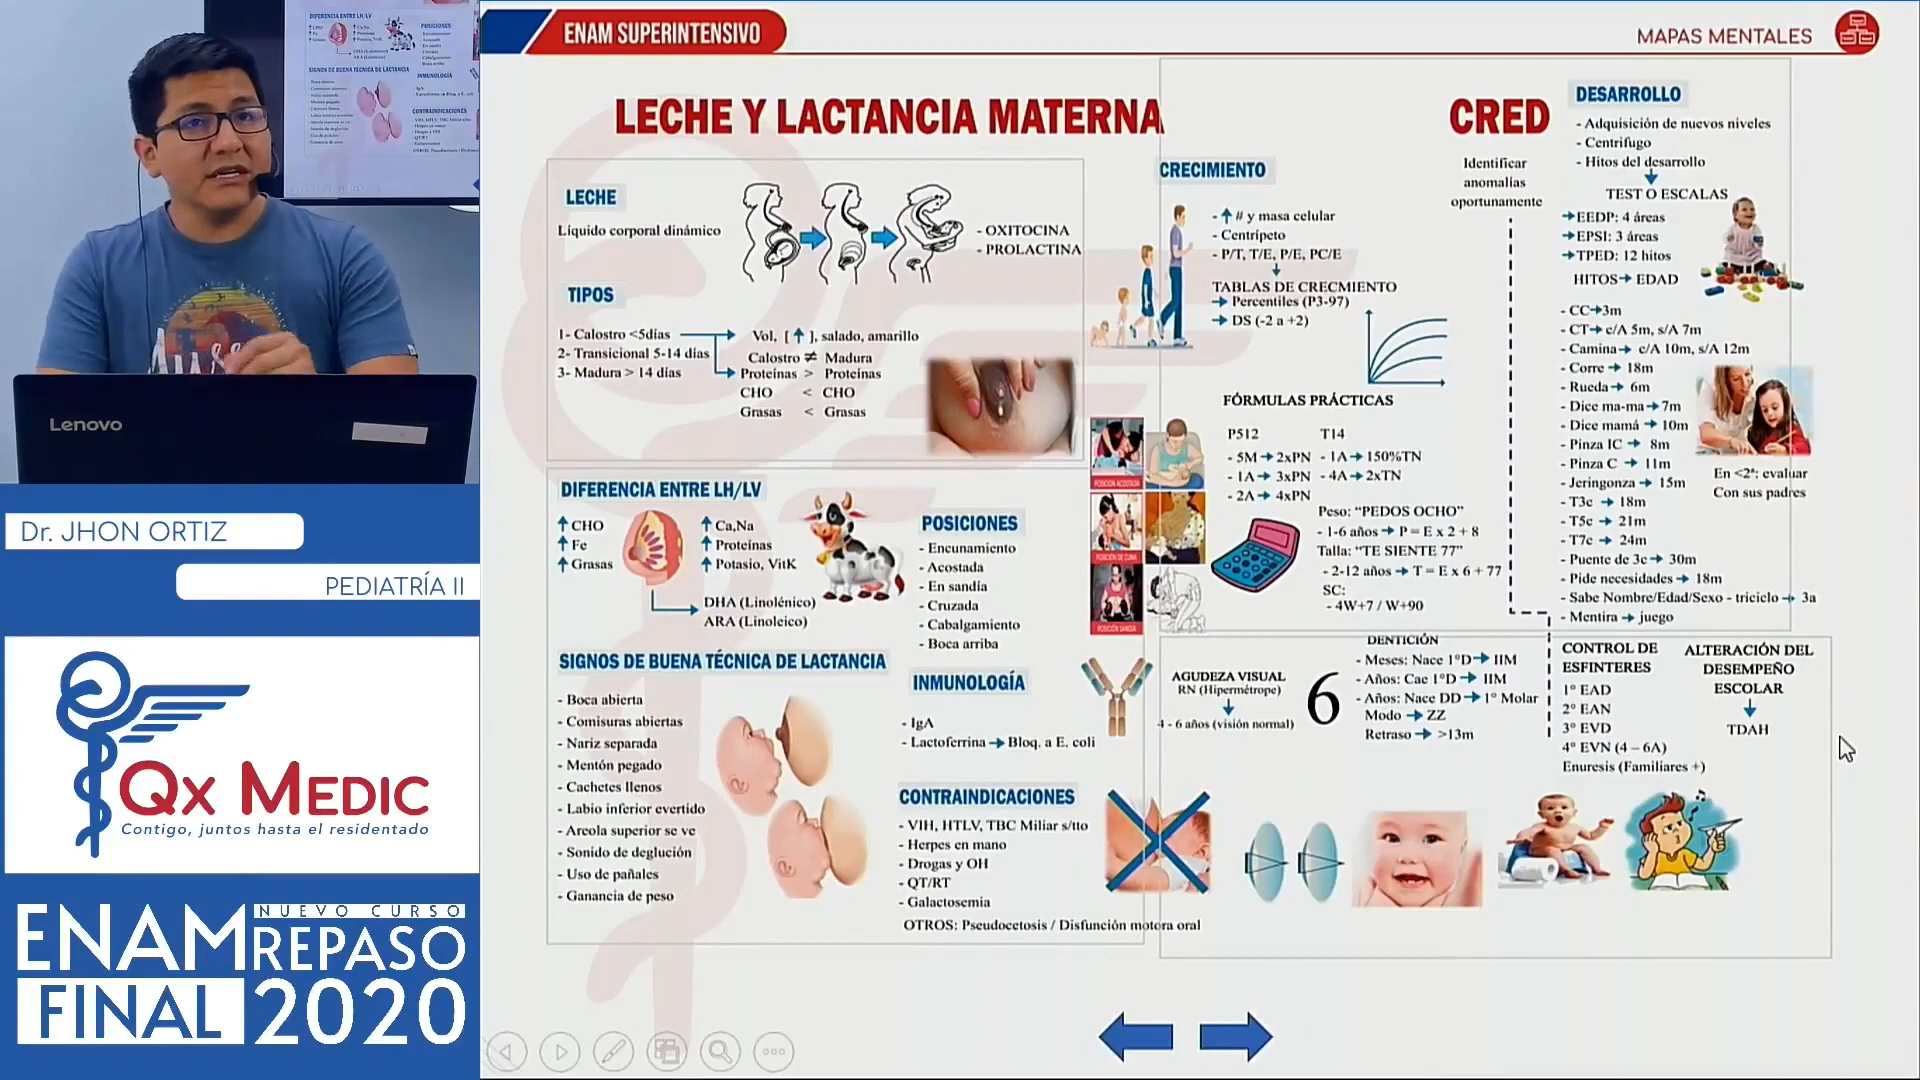 ENAM SUPERINTENSIVO
MAPAS MENTALES
LECHE Y LACTANCIA MATERNA
CRED
LECHE
Líquido corporal dinámico
- OXITOCINA
- PROLACTINA
TIPOS
1- Calostro <5días
2- Transicional 5-14 días
3- Madura > 14 días
Vol, [ ↑ ], salado, amarillo
Calostro ≠ Madura
Proteínas > Proteínas
CHO < CHO
Grasas < Grasas
DIFERENCIA ENTRE LH/LV
↑ CHO
↑ Fe
↑ Grasas
↑ Ca,Na
↑ Proteínas
↑ Potasio, VitK
DHA (Linolénico)
ARA (Linoleico)
POSICIONES
- Encunamiento
- Acostada
- En sandía
- Cruzada
- Cabalgamiento
- Boca arriba
POSICIÓN ACOSTADA
POSICIÓN DE CUNA
POSICIÓN SANDÍA
SIGNOS DE BUENA TÉCNICA DE LACTANCIA
- Boca abierta
- Comisuras abiertas
- Nariz separada
- Mentón pegado
- Cachetes llenos
- Labio inferior evertido
- Areola superior se ve
- Sonido de deglución
- Uso de pañales
- Ganancia de peso
INMUNOLOGÍA
- IgA
- Lactoferrina → Bloq. a E. coli
CONTRAINDICACIONES
- VIH, HTLV, TBC Miliar s/tto
- Herpes en mano
- Drogas y OH
- QT/RT
- Galactosemia
OTROS: Pseudocetosis / Disfunción motora oral
CRECIMIENTO
- ↑ # y masa celular
- Centrípeto
- P/T, T/E, P/E, PC/E
TABLAS DE CRECMIENTO
→ Percentiles (P3-97)
→ DS (-2 a +2)
FÓRMULAS PRÁCTICAS
P512 T14
- 5M → 2xPN - 1A → 150%TN
- 1A → 3xPN - 4A → 2xTN
- 2A → 4xPN
Peso: “PEDOS OCHO”
- 1-6 años → P = E x 2 + 8
Talla: “TE SIENTE 77”
- 2-12 años → T = E x 6 + 77
SC:
- 4W+7 / W+90
Identificar
anomalías
oportunamente
DESARROLLO
- Adquisición de nuevos niveles
- Centrifugo
- Hitos del desarrollo
TEST O ESCALAS
→ EEDP: 4 áreas
→ EPSI: 3 áreas
→ TPED: 12 hitos
HITOS → EDAD
- CC → 3m
- CT → c/A 5m, s/A 7m
- Camina → c/A 10m, s/A 12m
- Corre → 18m
- Rueda → 6m
- Dice ma-ma → 7m
- Dice mamá → 10m
- Pinza IC → 8m
- Pinza C → 11m
- Jeringonza → 15m
- T3c → 18m
- T5c → 21m
- T7c → 24m
- Puente de 3c → 30m
- Pide necesidades → 18m
- Sabe Nombre/Edad/Sexo - triciclo → 3a
- Mentira → juego
En <2ª: evaluar
Con sus padres
AGUDEZA VISUAL
RN (Hipermétrope)
4 - 6 años (visión normal)
6
DENTICIÓN
- Meses: Nace 1°D → IIM
- Años: Cae 1°D → IIM
- Años: Nace DD → 1° Molar
Modo → ZZ
Retraso → >13m
CONTROL DE
ESFINTERES
1° EAD
2° EAN
3° EVD
4° EVN (4 – 6A)
Enuresis (Familiares +)
ALTERACIÓN DEL
DESEMPEÑO
ESCOLAR
TDAH
Lenovo
Dr. JHON ORTIZ
PEDIATRÍA II
QX MEDIC
Contigo, juntos hasta el residentado
NUEVO CURSO
ENAM REPASO
FINAL 2020